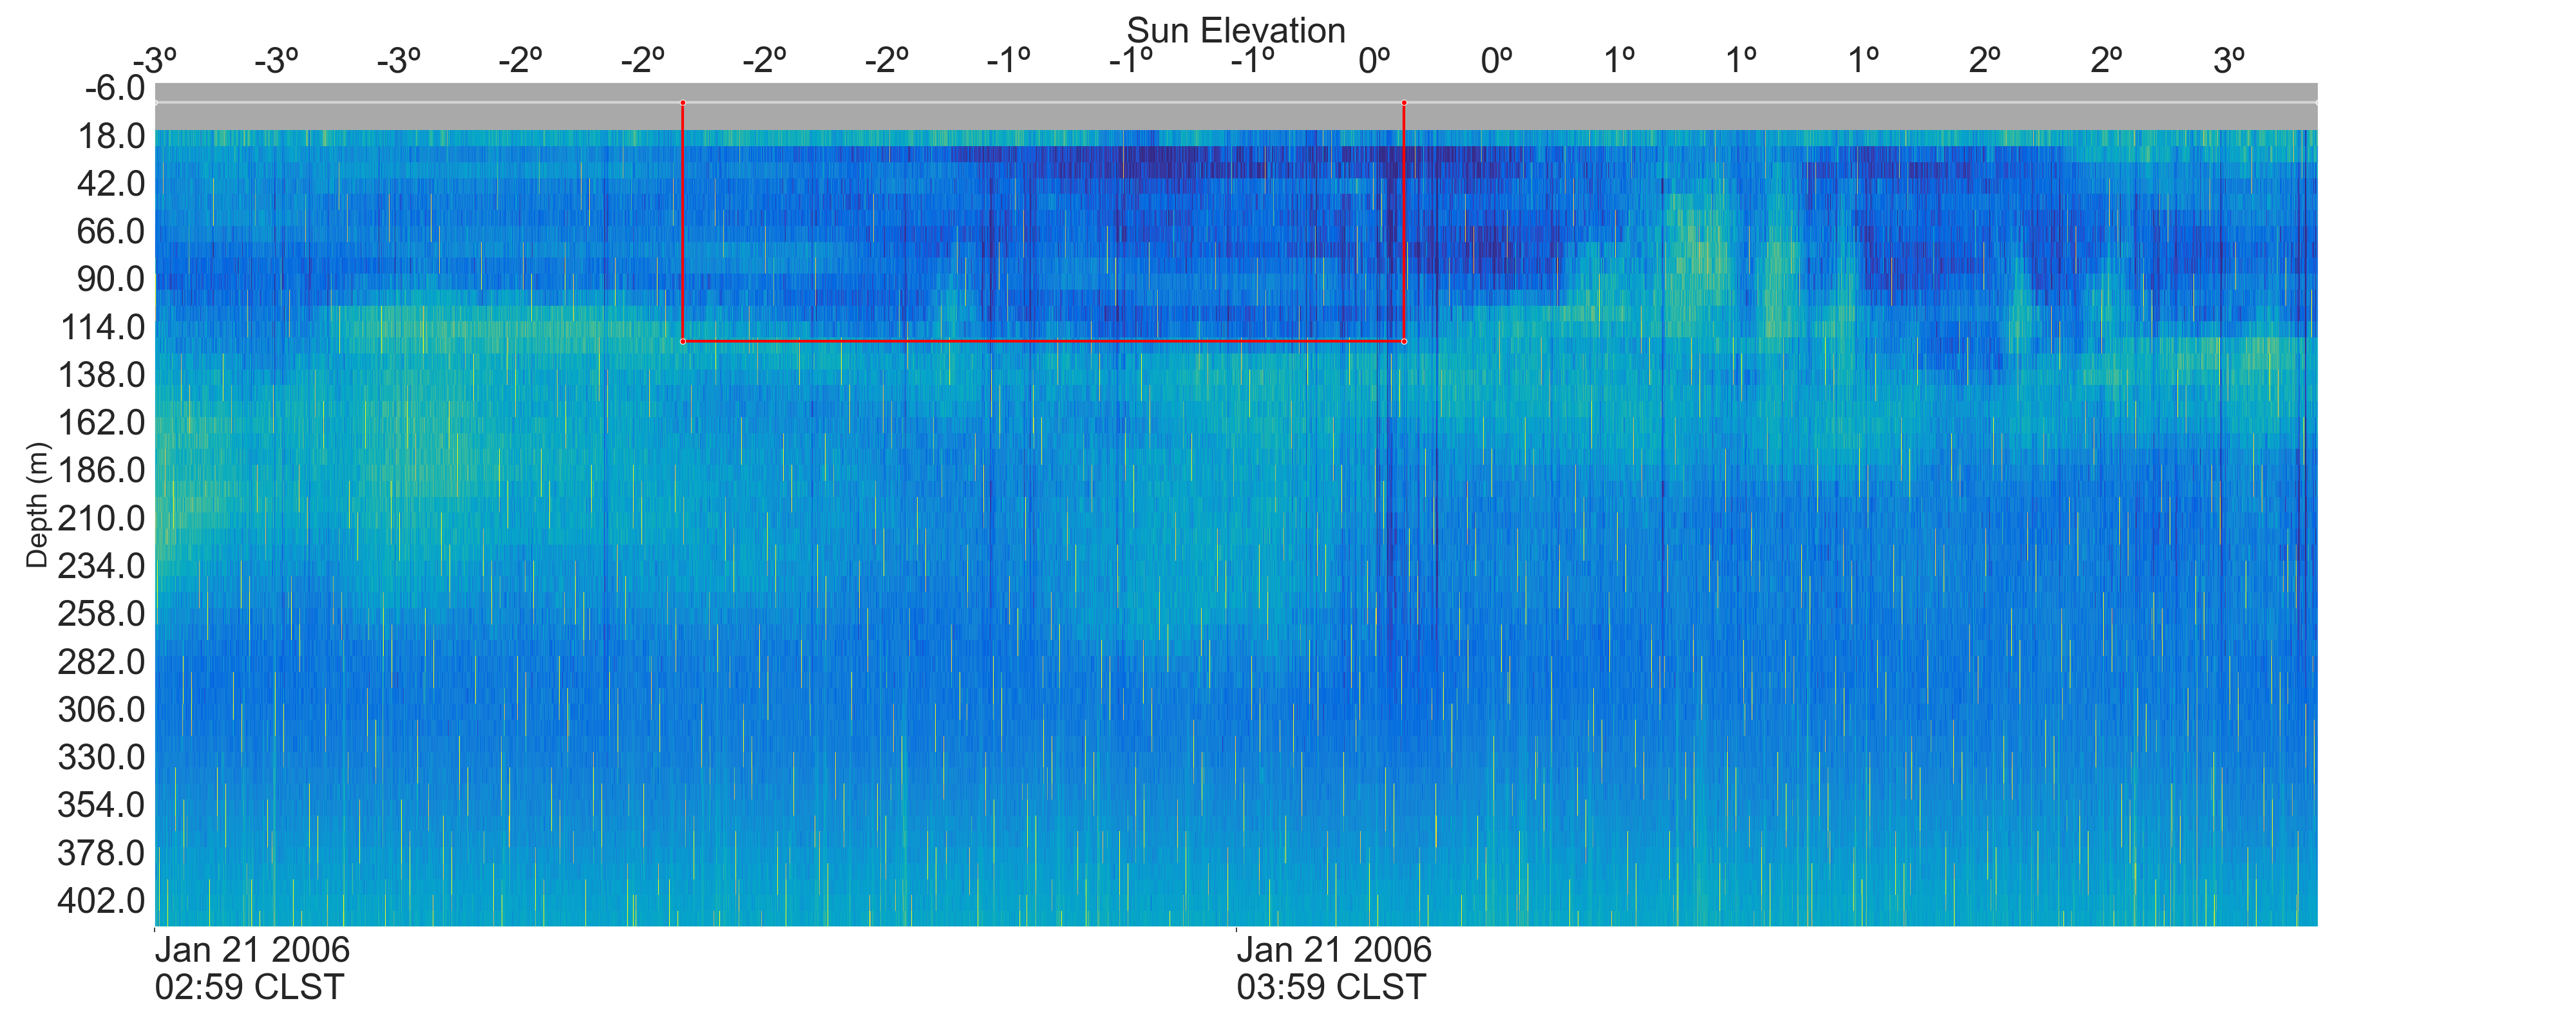 Sun Elevation
-3º -3º -3º -2º -2º -2º -2º -1º -1º -1º 0º 0º 1º 1º 1º 2º 2º 3º
-6.0
18.0
42.0
66.0
90.0
114.0
138.0
162.0
186.0
210.0
234.0
258.0
282.0
306.0
330.0
354.0
378.0
402.0
Depth (m)
Jan 21 2006
02:59 CLST
Jan 21 2006
03:59 CLST